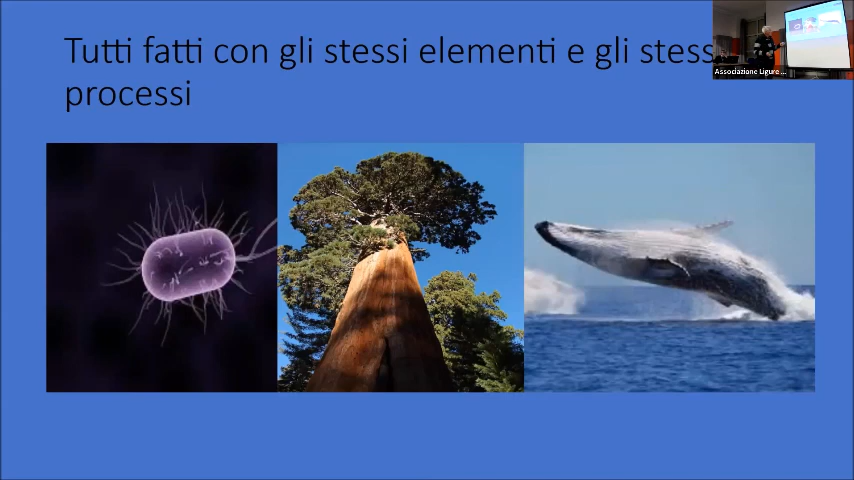 Tutti fatti con gli stessi elementi e gli stess
processi
Associazione Ligure ...